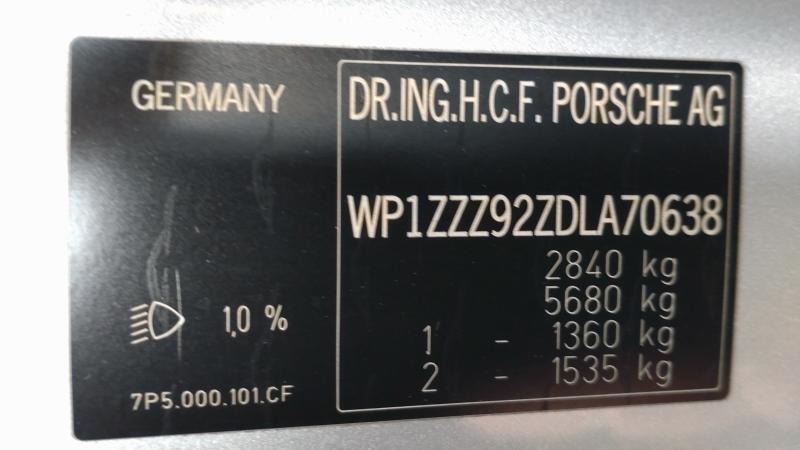 GERMANY
DR.ING.H.C.F. PORSCHE AG
WP1ZZZ92ZDLA70638
2840 kg
5680 kg
1 - 1360 kg
2 - 1535 kg
1,0 %
7P5.000.101.CF